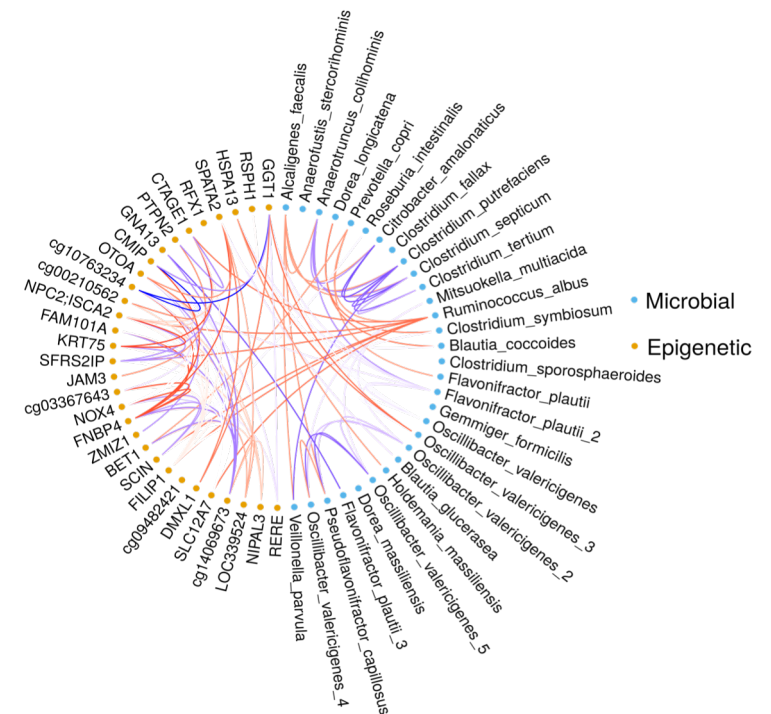 Alcaligenes_faecalis
Anaerofustis_stercorihominis
Anaerotruncus_colihominis
Dorea_longicatena
Prevotella_copri
Roseburia_intestinalis
Citrobacter_amalonaticus
Clostridium_fallax
Clostridium_putrefaciens
Clostridium_septicum
Clostridium_tertium
Mitsuokella_multiacida
Ruminococcus_albus
Clostridium_symbiosum
Blautia_coccoides
Clostridium_sporosphaeroides
Flavonifractor_plautii
Flavonifractor_plautii_2
Gemmiger_formicilis
Oscillibacter_valericigenes
Oscillibacter_valericigenes_3
Oscillibacter_valericigenes_2
Blautia_glucerasea
Holdemania_massiliensis
Oscillibacter_valericigenes_5
Dorea_massiliensis
Flavonifractor_plautii_3
Pseudoflavonifractor_capillosus
Oscillibacter_valericigenes_4
Veillonella_parvula
RERE
NIPAL3
LOC339524
cg14069673
SLC12A7
DMXL1
cg09482421
FILIP1
SCIN
BET1
ZMIZ1
FNBP4
NOX4
cg03367643
JAM3
SFRS2IP
KRT75
FAM101A
NPC2;ISCA2
cg00210562
cg10763234
OTOA
CMIP
GNA13
PTPN2
CTAGE1
RFX1
SPATA2
HSPA13
RSPH1
GGT1
Microbial
Epigenetic